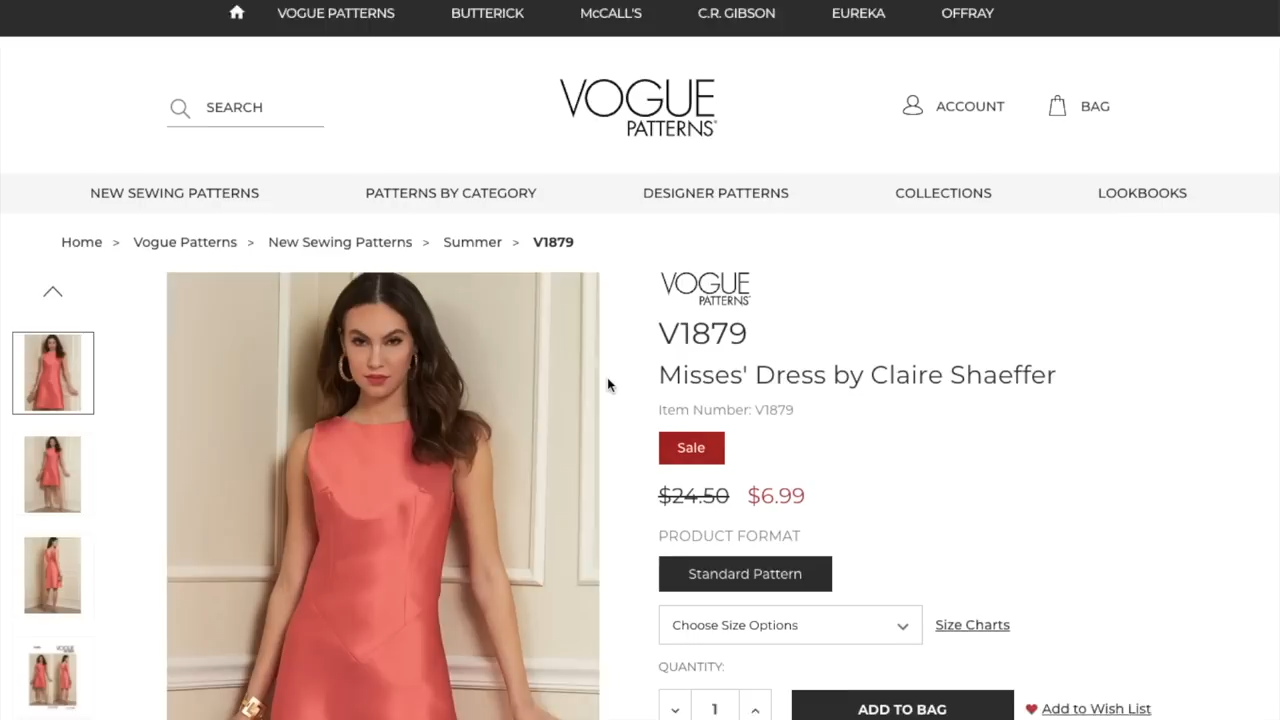 VOGUE PATTERNS BUTTERICK McCALL'S C.R. GIBSON EUREKA OFFRAY
SEARCH
VOGUE
PATTERNS®
ACCOUNT
BAG
NEW SEWING PATTERNS PATTERNS BY CATEGORY DESIGNER PATTERNS COLLECTIONS LOOKBOOKS
Home > Vogue Patterns > New Sewing Patterns > Summer > V1879
VOGUE
PATTERNS
V1879
Misses' Dress by Claire Shaeffer
Item Number: V1879
Sale
$24.50 $6.99
PRODUCT FORMAT
Standard Pattern
Choose Size Options
Size Charts
QUANTITY:
1
ADD TO BAG
Add to Wish List
VOGUE